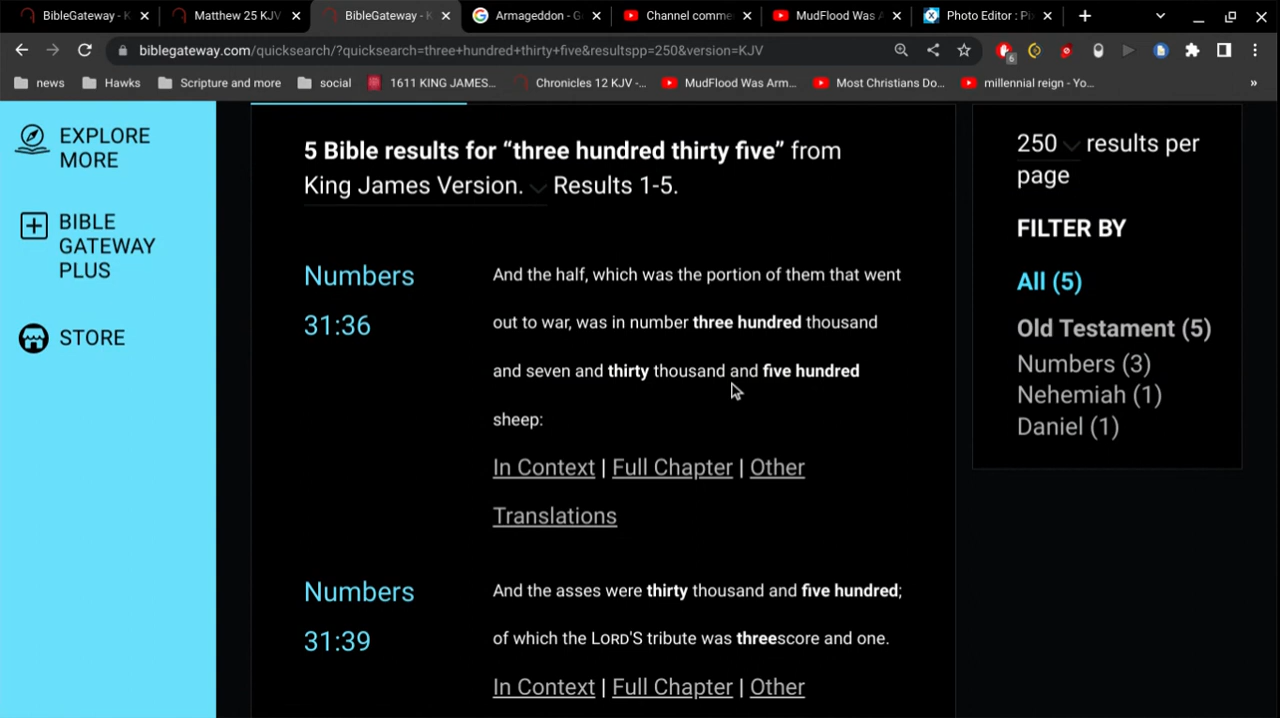 BibleGateway - K
Matthew 25 KJV
BibleGateway - K
Armageddon - G
Channel comme
MudFlood Was A
Photo Editor : Pi
biblegateway.com/quicksearch/?quicksearch=three+hundred+thirty+five&resultspp=250&version=KJV
6
news
Hawks
Scripture and more
social
1611 KING JAMES...
Chronicles 12 KJV -...
MudFlood Was Arm...
Most Christians Do...
millennial reign - Yo...
»
EXPLORE
MORE
BIBLE
GATEWAY
PLUS
STORE
5 Bible results for “three hundred thirty five” from
King James Version. Results 1-5.
Numbers
31:36
And the half, which was the portion of them that went
out to war, was in number three hundred thousand
and seven and thirty thousand and five hundred
sheep:
In Context | Full Chapter | Other
Translations
Numbers
31:39
And the asses were thirty thousand and five hundred;
of which the LORD'S tribute was threescore and one.
In Context | Full Chapter | Other
250 results per
page
FILTER BY
All (5)
Old Testament (5)
Numbers (3)
Nehemiah (1)
Daniel (1)